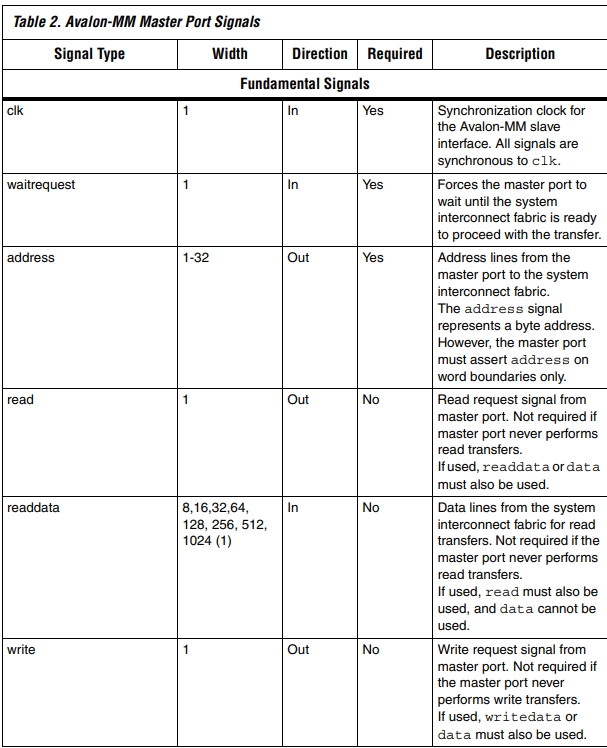 Table 2. Avalon-MM Master Port Signals
Signal Type Width Direction Required Description
Fundamental Signals
clk 1 In Yes Synchronization clock for
the Avalon-MM slave
interface. All signals are
synchronous to clk.
waitrequest 1 In Yes Forces the master port to
wait until the system
interconnect fabric is ready
to proceed with the transfer.
address 1-32 Out Yes Address lines from the
master port to the system
interconnect fabric.
The address signal
represents a byte address.
However, the master port
must assert address on
word boundaries only.
read 1 Out No Read request signal from
master port. Not required if
master port never performs
read transfers.
If used, readdata or data
must also be used.
readdata 8,16,32,64, In No Data lines from the system
128, 256, 512, interconnect fabric for read
1024 (1) transfers. Not required if the
master port never performs
read transfers.
If used, read must also be
used, and data cannot be
used.
write 1 Out No Write request signal from
master port. Not required if
the master port never
performs write transfers.
If used, writedata or
data must also be used.